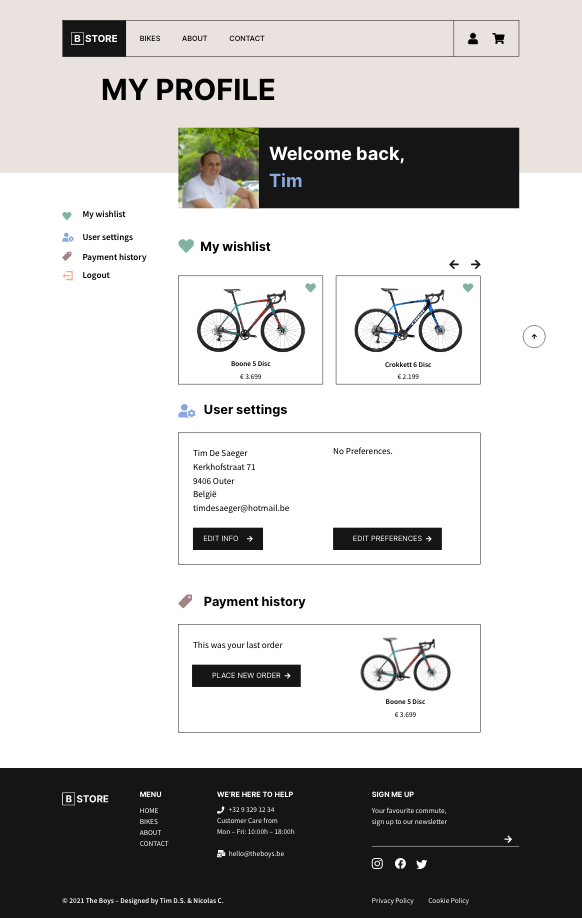 B STORE
BIKES
ABOUT
CONTACT
MY PROFILE
Welcome back,
Tim
My wishlist
User settings
Payment history
Logout
My wishlist
Boone 5 Disc
€ 3.699
Crokkett 6 Disc
€ 2.199
User settings
Tim De Saeger
Kerkhofstraat 71
9406 Outer
België
timdesaeger@hotmail.be
EDIT INFO
No Preferences.
EDIT PREFERENCES
Payment history
This was your last order
PLACE NEW ORDER
Boone 5 Disc
€ 3.699
B STORE
MENU
HOME
BIKES
ABOUT
CONTACT
WE'RE HERE TO HELP
+32 9 329 12 34
Customer Care from
Mon – Fri: 10:00h – 18:00h
hello@theboys.be
SIGN ME UP
Your favourite commute,
sign up to our newsletter
© 2021 The Boys – Designed by Tim D.S. & Nicolas C.
Privacy Policy
Cookie Policy